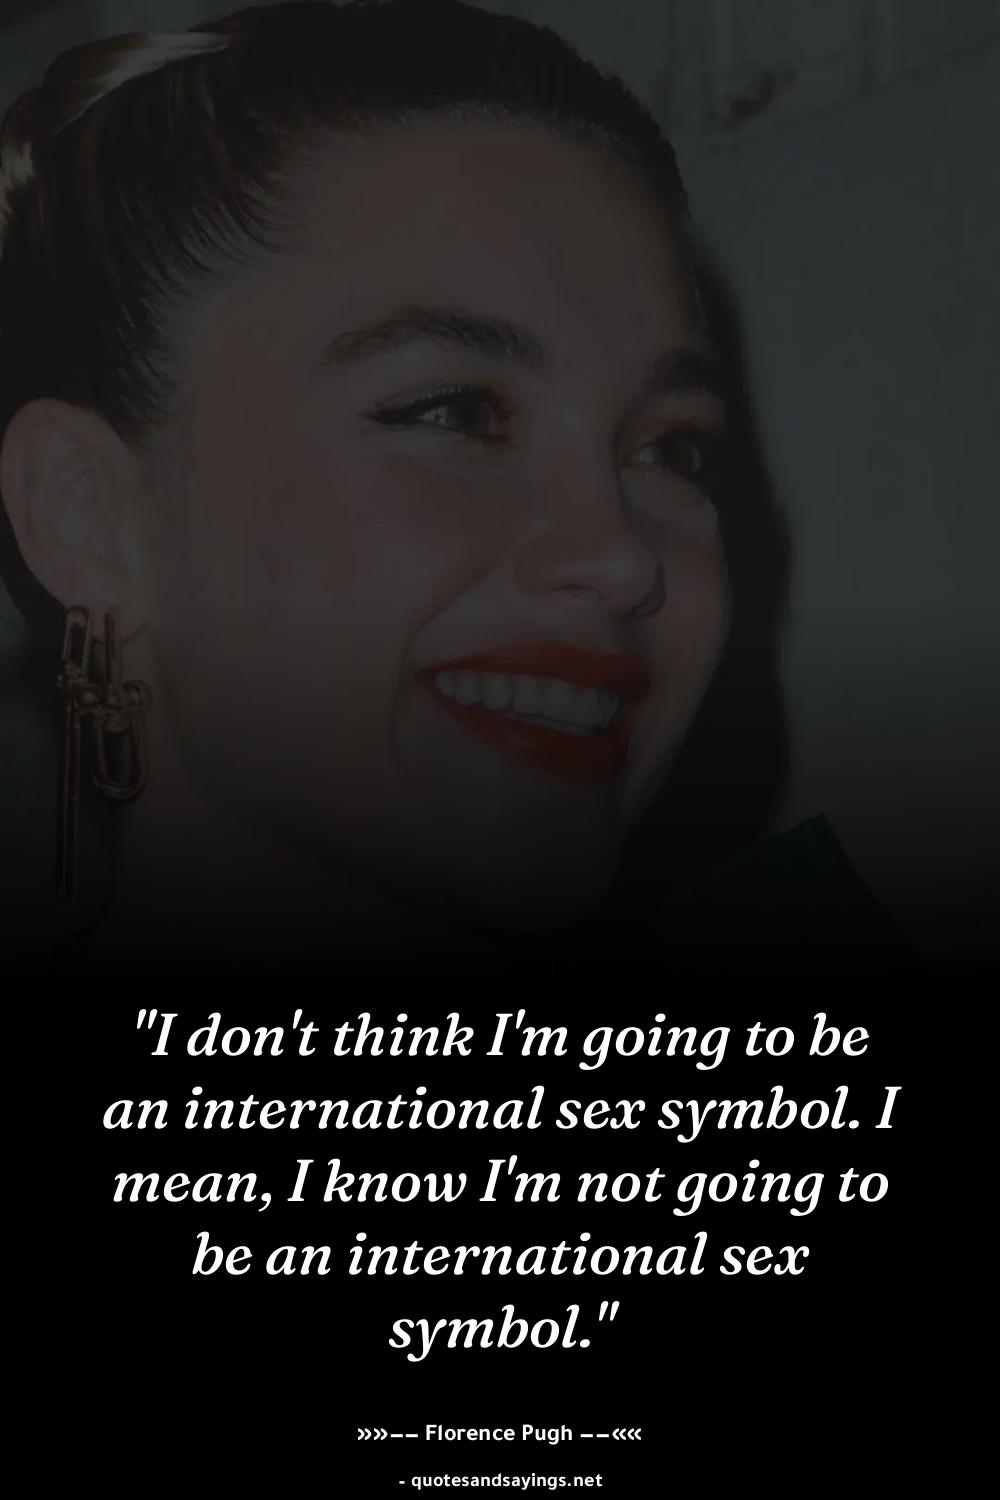 "I don't think I'm going to be
an international sex symbol. I
mean, I know I'm not going to
be an international sex
symbol."
»»–– Florence Pugh ––««
- quotesandsayings.net